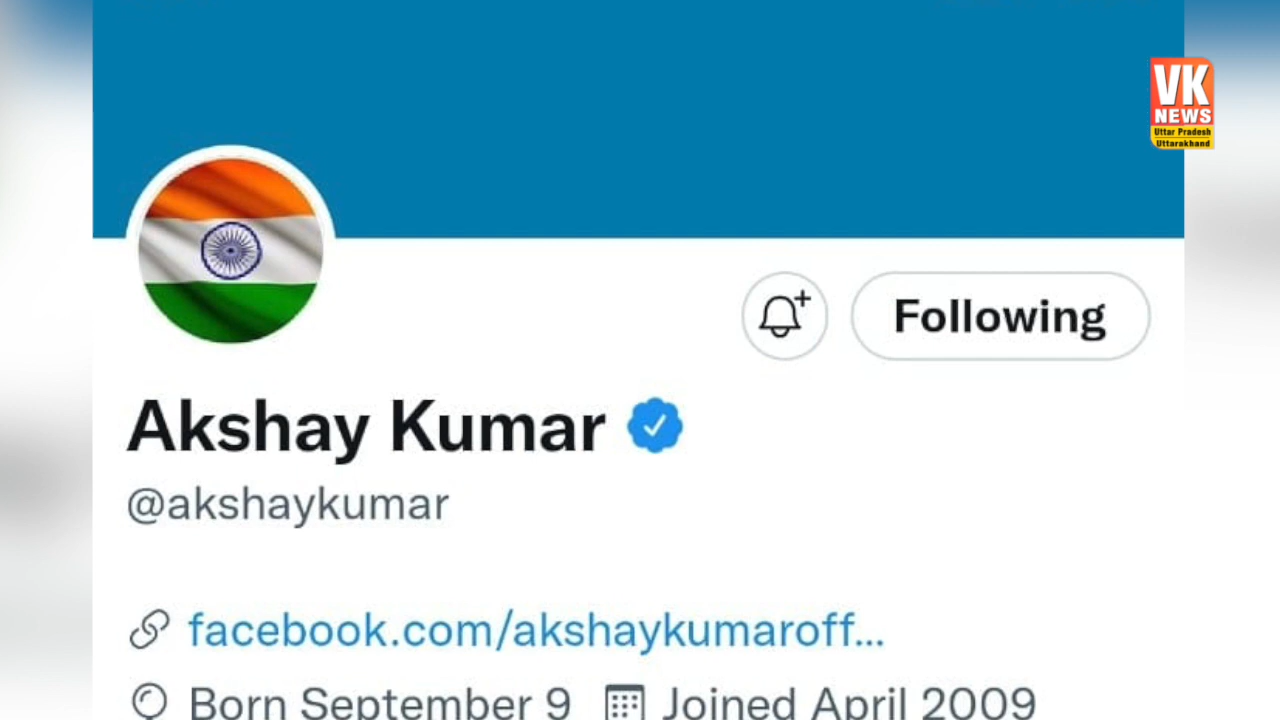 VK
NEWS
Uttar Pradesh
Uttarakhand
Following
Akshay Kumar
@akshaykumar
facebook.com/akshaykumaroff...
Born September 9 Joined April 2009